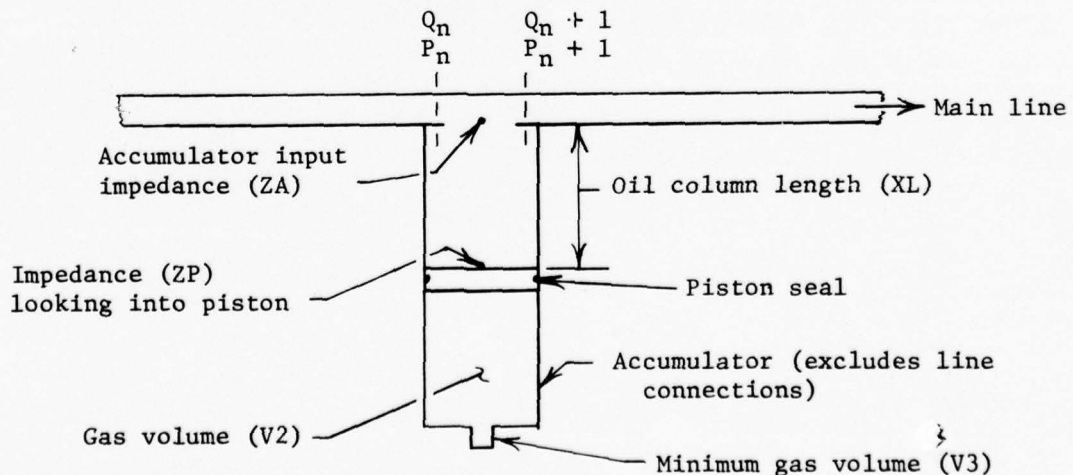 Qn Qn + 1
Pn Pn + 1
Main line
Accumulator input
impedance (ZA)
Oil column length (XL)
Impedance (ZP)
looking into piston
Piston seal
Accumulator (excludes line
connections)
Gas volume (V2)
Minimum gas volume (V3)